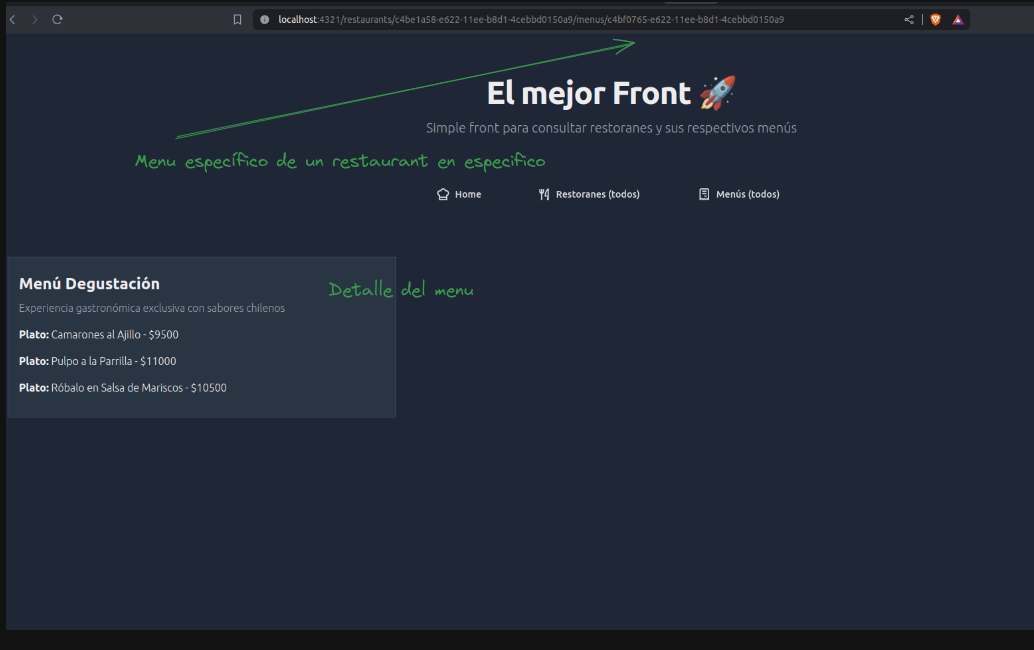 localhost:4321/restaurants/c4be1a58-e622-11ee-b8d1-4cebbd0150a9/menus/c4bf0765-e622-11ee-b8d1-4cebbd0150a9
El mejor Front 🚀
Simple front para consultar restoranes y sus respectivos menús
Menu específico de un restaurant en especifico
Home Restoranes (todos) Menús (todos)
Menú Degustación
Detalle del menu
Experiencia gastronómica exclusiva con sabores chilenos
Plato: Camarones al Ajillo - $9500
Plato: Pulpo a la Parrilla - $11000
Plato: Róbalo en Salsa de Mariscos - $10500